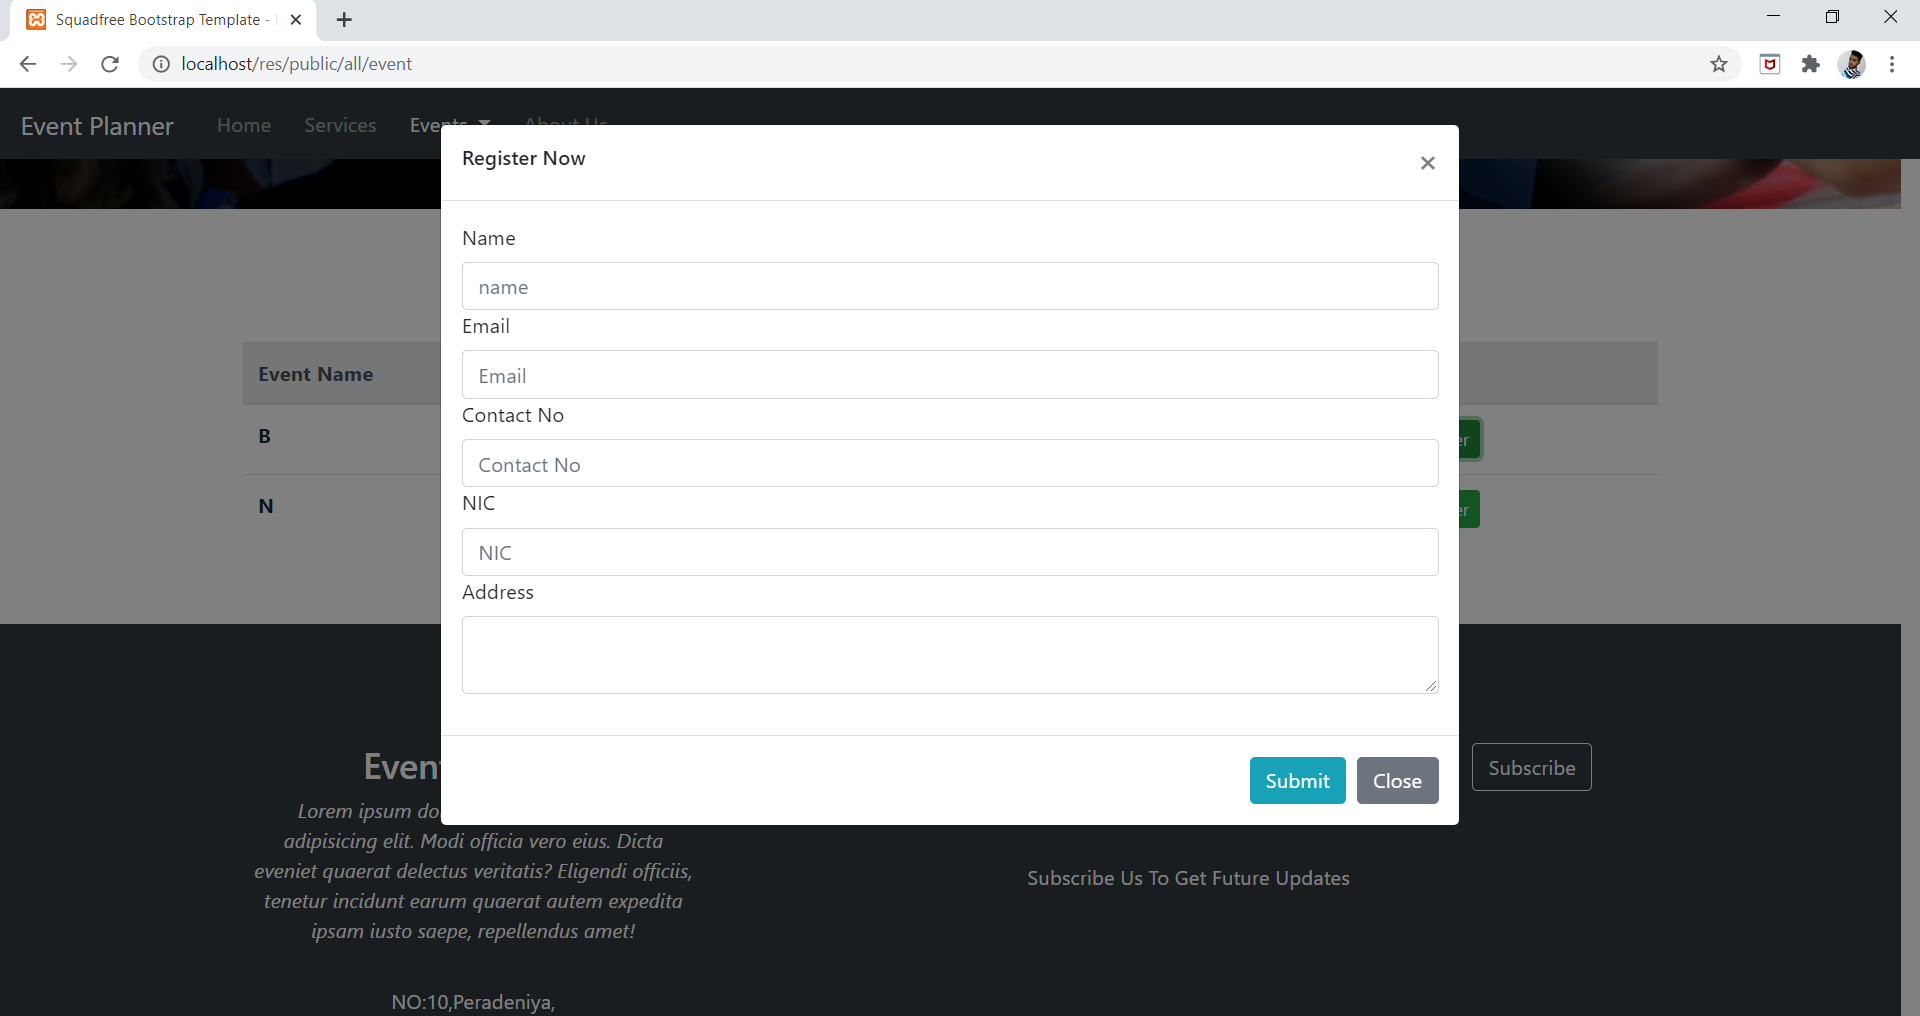 Squadfree Bootstrap Template -
localhost/res/public/all/event
Event Planner Home Services Events About Us
Register Now ×
Name
name
Email
Email
Event Name
Contact No
B
Contact No
er
NIC
N
er
NIC
Address
Submit Close
Subscribe
Even
Lorem ipsum do
adipisicing elit. Modi officia vero eius. Dicta
eveniet quaerat delectus veritatis? Eligendi officiis,
tenetur incidunt earum quaerat autem expedita
ipsam iusto saepe, repellendus amet!
Subscribe Us To Get Future Updates
NO:10,Peradeniya,